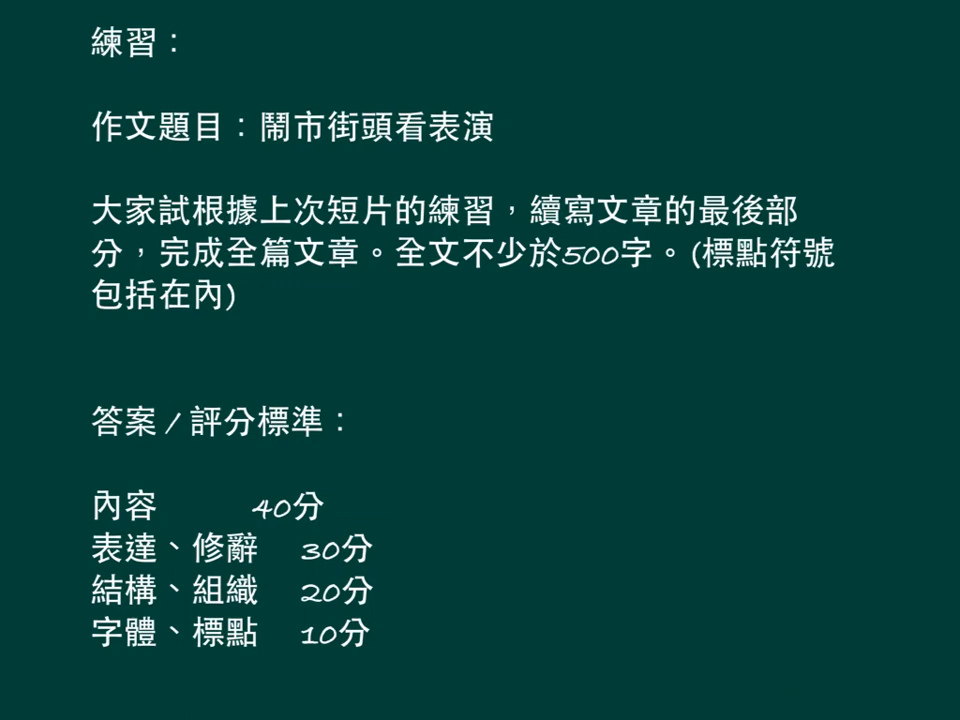 練習：
作文題目：鬧市街頭看表演
大家試根據上次短片的練習，續寫文章的最後部
分，完成全篇文章。全文不少於500字。(標點符號
包括在內)
答案 / 評分標準：
內容 40分
表達、修辭 30分
結構、組織 20分
字體、標點 10分